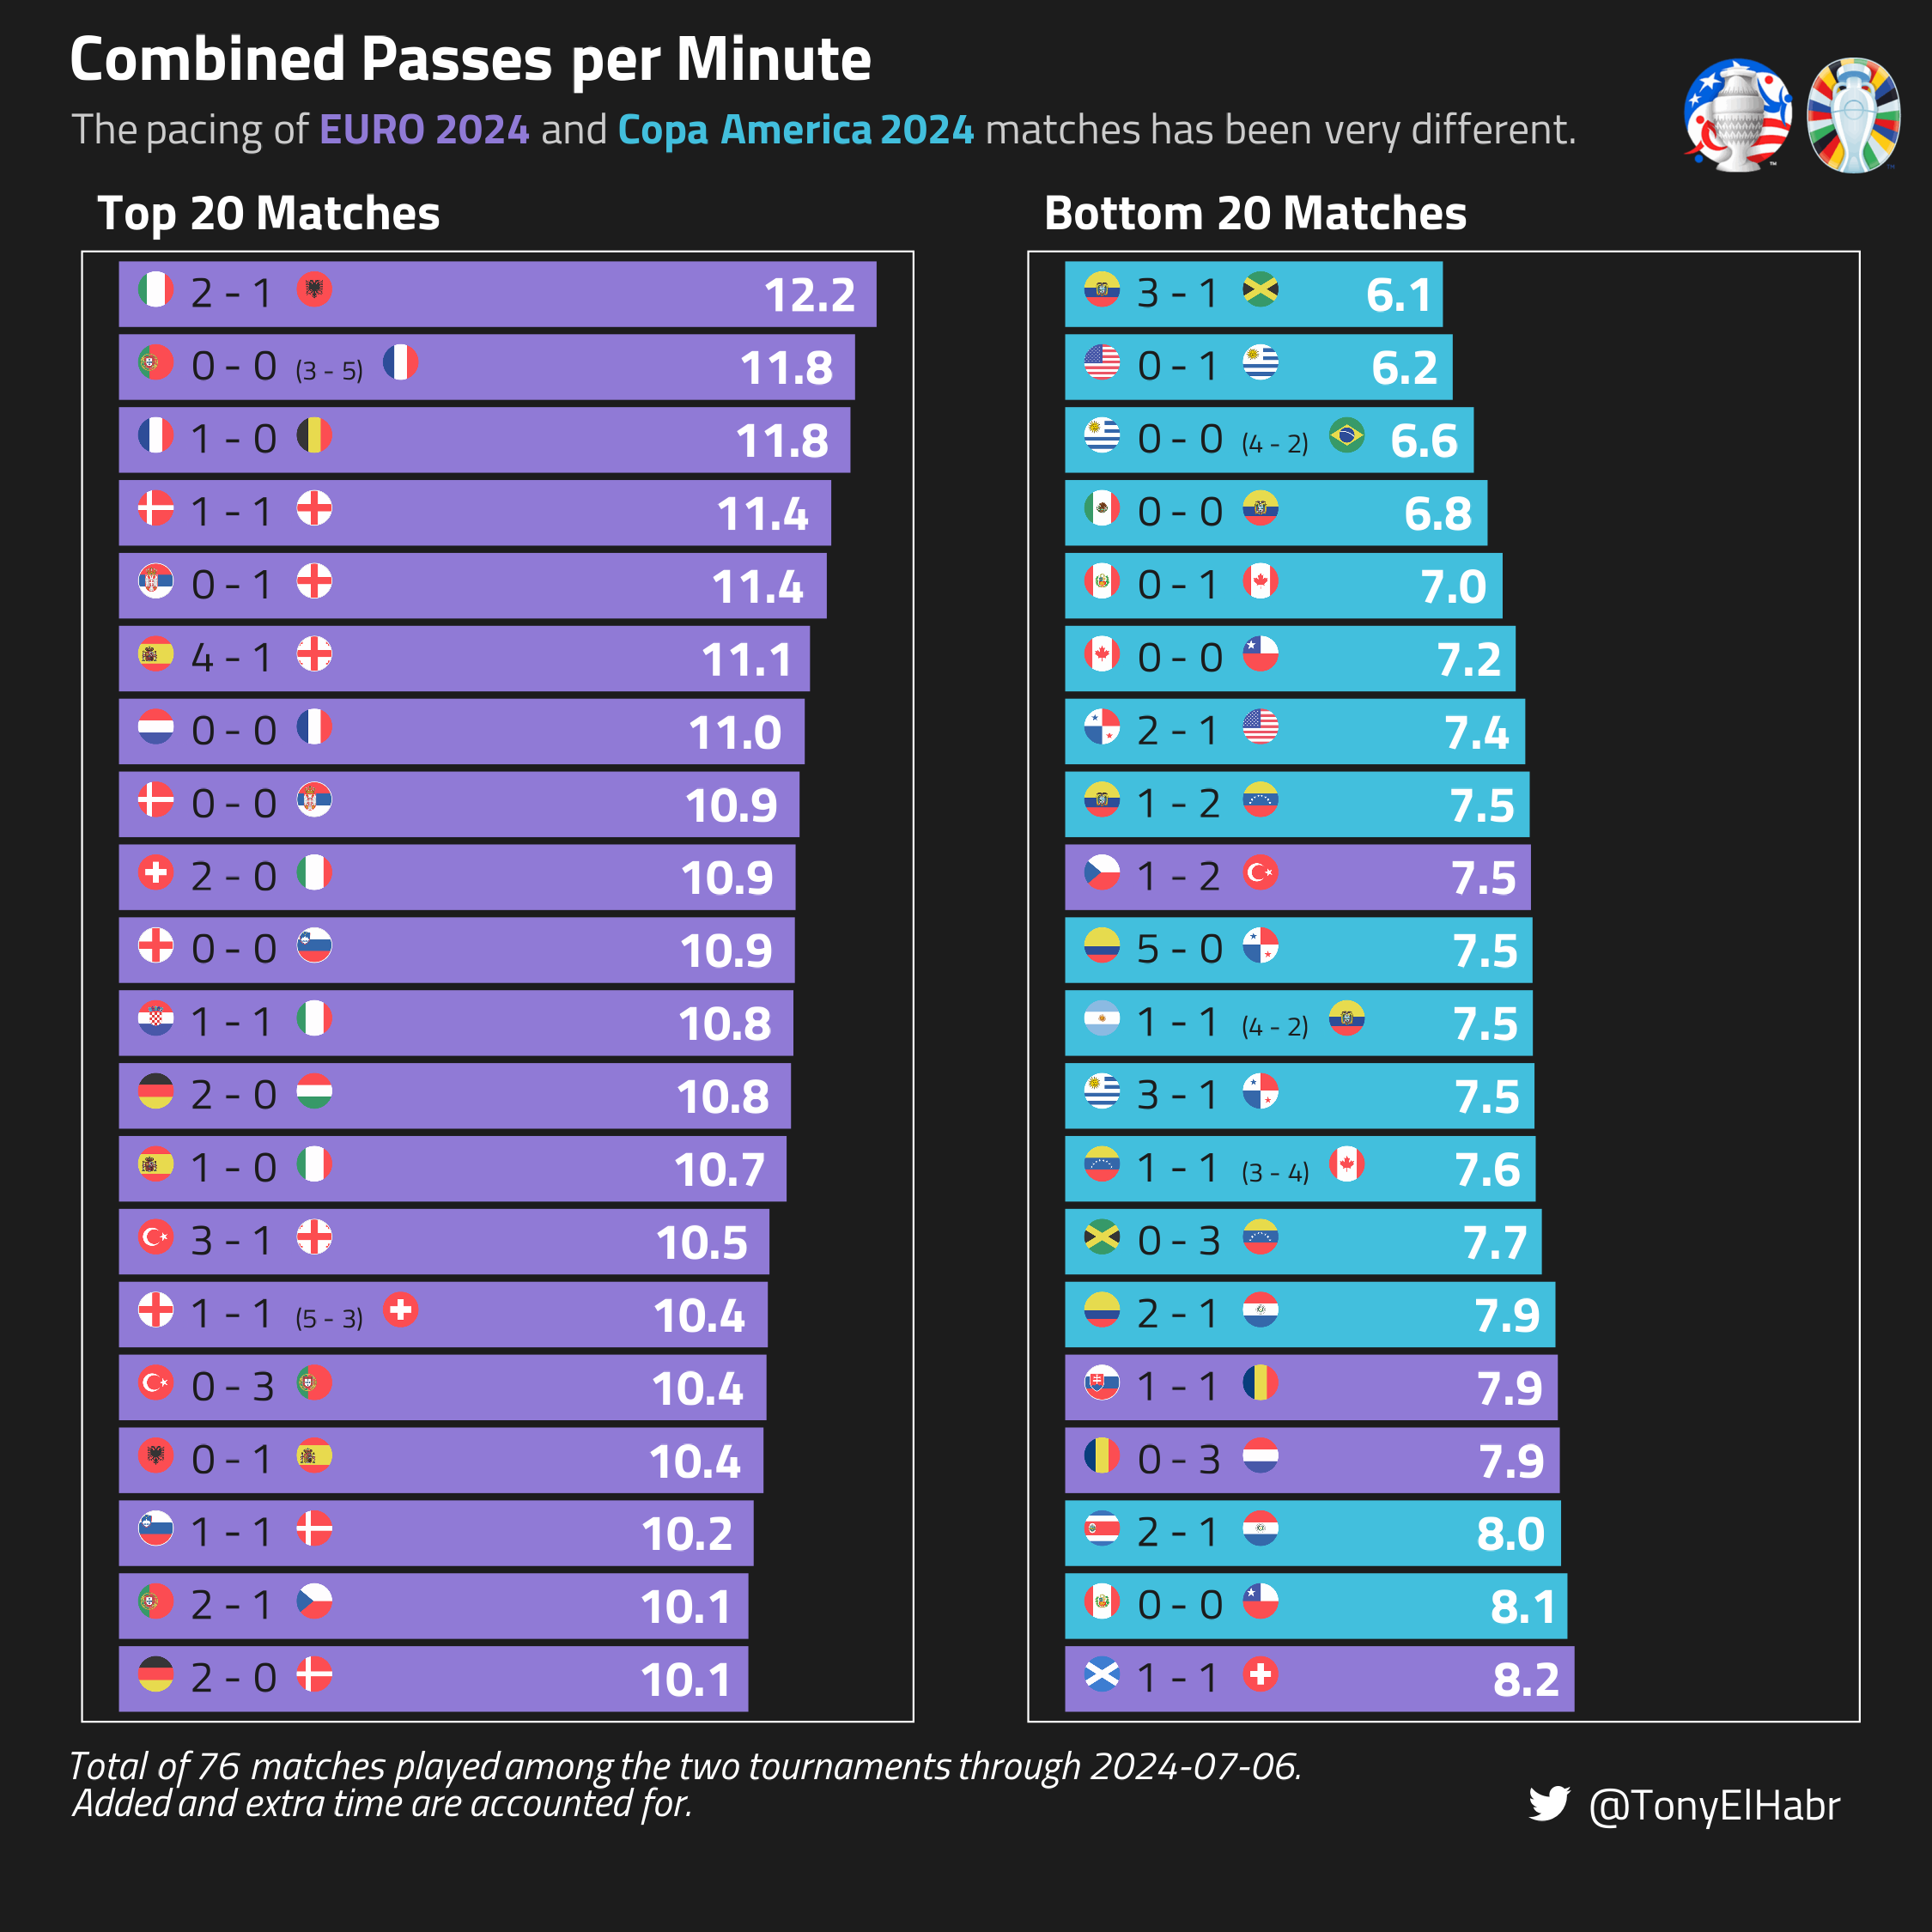 Combined Passes per Minute
The pacing of EURO 2024 and Copa America 2024 matches has been very different.
Top 20 Matches
2 - 1 12.2
0 - 0 (3 - 5) 11.8
1 - 0 11.8
1 - 1 11.4
0 - 1 11.4
4 - 1 11.1
0 - 0 11.0
0 - 0 10.9
2 - 0 10.9
0 - 0 10.9
1 - 1 10.8
2 - 0 10.8
1 - 0 10.7
3 - 1 10.5
1 - 1 (5 - 3) 10.4
0 - 3 10.4
0 - 1 10.4
1 - 1 10.2
2 - 1 10.1
2 - 0 10.1
Bottom 20 Matches
3 - 1 6.1
0 - 1 6.2
0 - 0 (4 - 2) 6.6
0 - 0 6.8
0 - 1 7.0
0 - 0 7.2
2 - 1 7.4
1 - 2 7.5
1 - 2 7.5
5 - 0 7.5
1 - 1 (4 - 2) 7.5
3 - 1 7.5
1 - 1 (3 - 4) 7.6
0 - 3 7.7
2 - 1 7.9
1 - 1 7.9
0 - 3 7.9
2 - 1 8.0
0 - 0 8.1
1 - 1 8.2
Total of 76 matches played among the two tournaments through 2024-07-06.
Added and extra time are accounted for.
@TonyElHabr